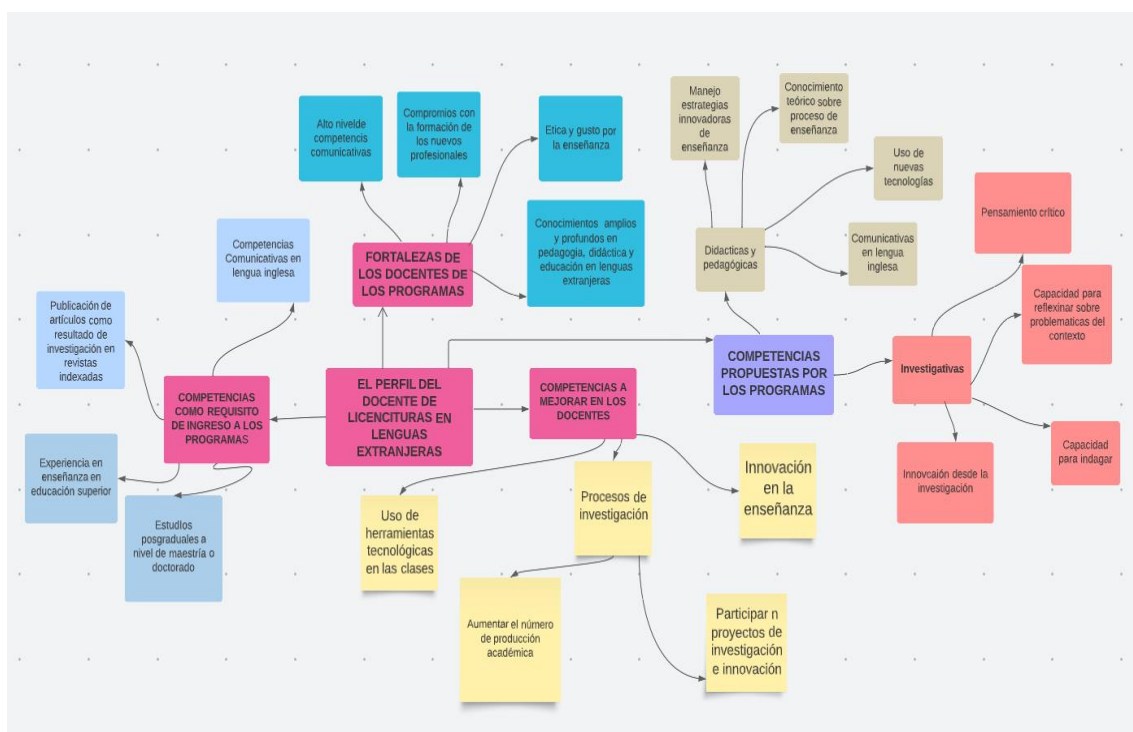 Alto nivelde
competencis
comunicativas
Compromios con
la formación de
los nuevos
profesionales
Etica y gusto por
la enseñanza
Manejo
estrategias
innovadoras
de
enseñanza
Conocimiento
teórico sobre
proceso de
enseñanza
Uso de
nuevas
tecnologías
Pensamiento crítico
Competencias
Comunicativas en
lengua inglesa
FORTALEZAS DE
LOS DOCENTES DE
LOS PROGRAMAS
Conocimientos amplios
y profundos en
pedagogia, didáctica y
educación en lenguas
extranjeras
Didacticas y
pedagógicas
Comunicativas
en lengua
inglesa
Capacidad para
reflexinar sobre
problematicas del
contexto
Publicación de
artículos como
resultado de
investigación en
revistas
indexadas
COMPETENCIAS
COMO REQUISITO
DE INGRESO A LOS
PROGRAMAS
EL PERFIL DEL
DOCENTE DE
LICENCITURAS EN
LENGUAS
EXTRANJERAS
COMPETENCIAS A
MEJORAR EN LOS
DOCENTES
COMPETENCIAS
PROPUESTAS POR
LOS PROGRAMAS
Investigativas
Experiencia en
enseñanza en
educación superior
Estudios
posgraduales a
nivel de maestría o
doctorado
Uso de
herramientas
tecnológicas
en las clases
Procesos de
investigación
Innovación
en la
enseñanza
Innovcaión desde la
investigación
Capacidad
para indagar
Aumentar el número
de producción
académica
Participar n
proyectos de
investigación
e innovación